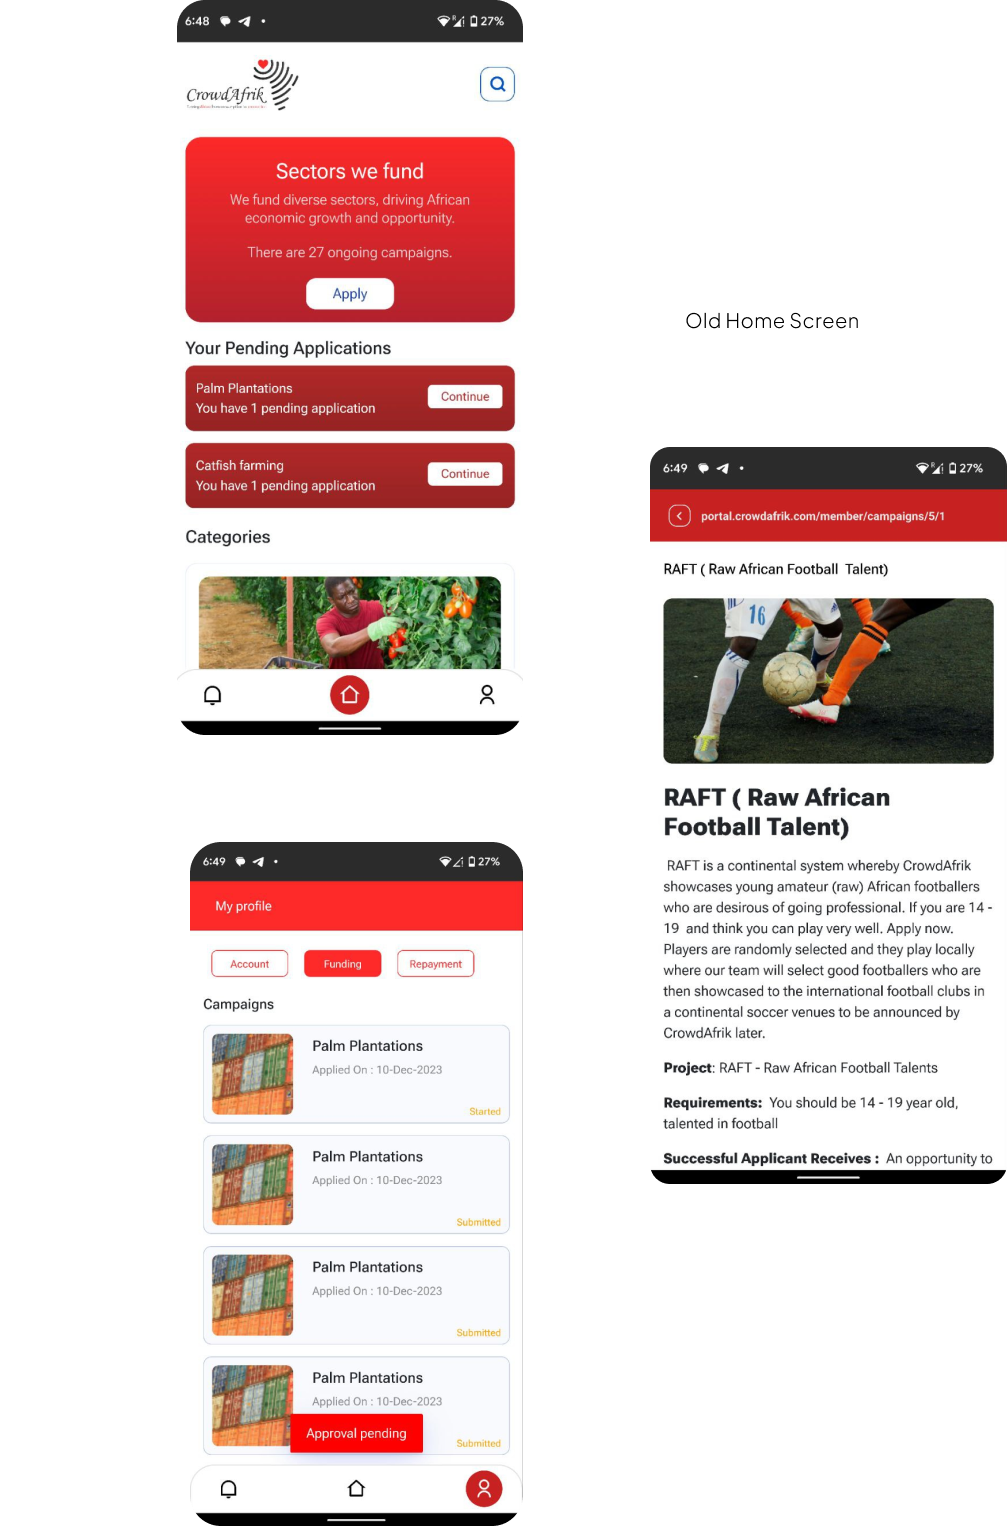 6:48
27%
CrowdAfrik
Sectors we fund
We fund diverse sectors, driving African
economic growth and opportunity.
There are 27 ongoing campaigns.
Apply
Your Pending Applications
Palm Plantations
You have 1 pending application
Continue
Catfish farming
You have 1 pending application
Continue
Categories
Old Home Screen
6:49
27%
portal.crowdafrik.com/member/campaigns/5/1
RAFT ( Raw African Football  Talent)
16
RAFT ( Raw African
Football Talent)
RAFT is a continental system whereby CrowdAfrik
showcases young amateur (raw) African footballers
who are desirous of going professional. If you are 14 -
19  and think you can play very well. Apply now.
Players are randomly selected and they play locally
where our team will select good footballers who are
then showcased to the international football clubs in
a continental soccer venues to be announced by
CrowdAfrik later.
Project: RAFT - Raw African Football Talents
Requirements:  You should be 14 - 19 year old,
talented in football
Successful Applicant Receives :  An opportunity to
6:49
27%
My profile
Account
Funding
Repayment
Campaigns
Palm Plantations
Applied On : 10-Dec-2023
Started
Palm Plantations
Applied On : 10-Dec-2023
Submitted
Palm Plantations
Applied On : 10-Dec-2023
Submitted
Palm Plantations
Applied On : 10-Dec-2023
Approval pending
Submitted